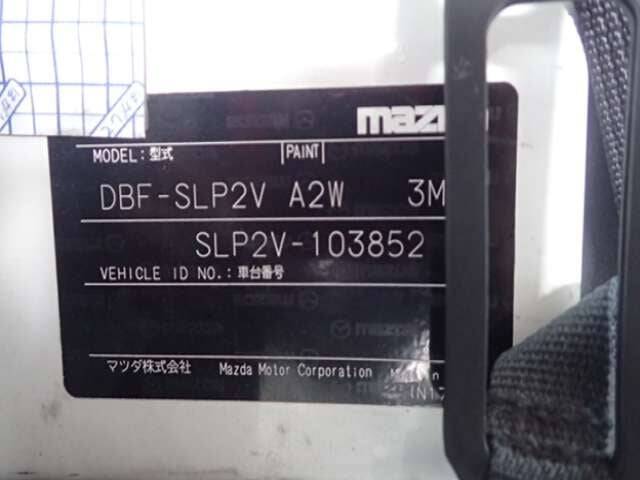 mazda
MODEL: 型式 PAINT
DBF-SLP2V A2W 3M
SLP2V-103852
VEHICLE ID NO.: 車台番号
マツダ株式会社 Mazda Motor Corporation in